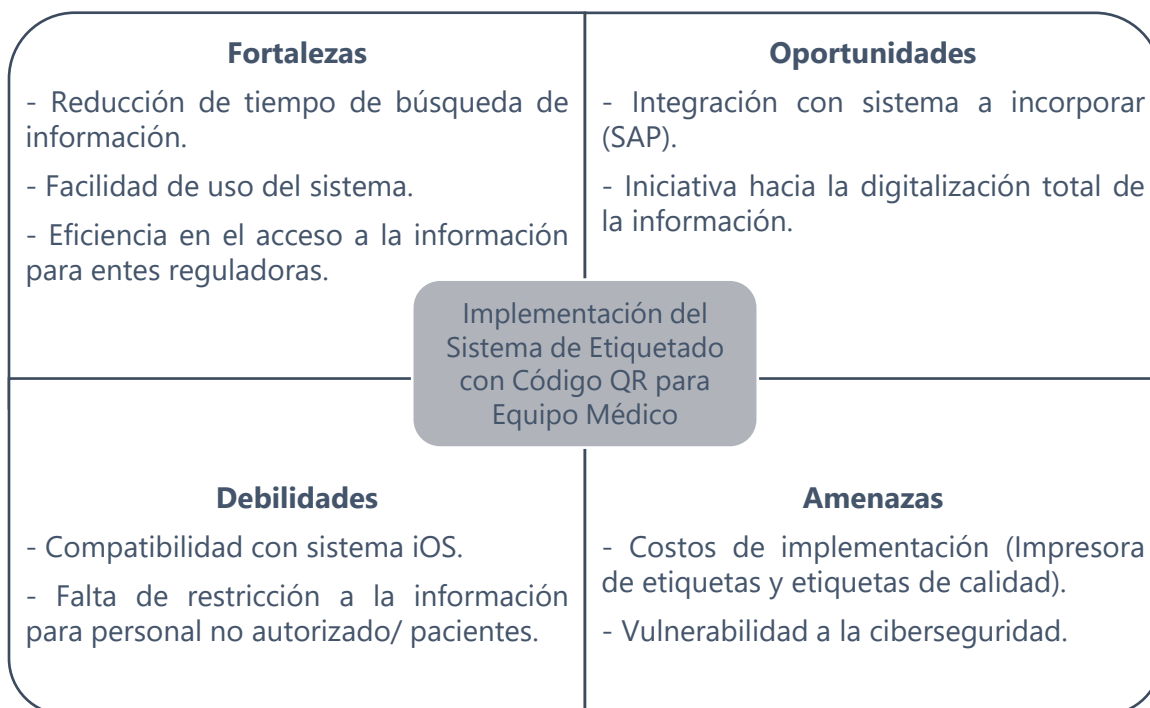 Fortalezas
- Reducción de tiempo de búsqueda de
información.
- Facilidad de uso del sistema.
- Eficiencia en el acceso a la información
para entes reguladoras.
Oportunidades
- Integración con sistema a incorporar
(SAP).
- Iniciativa hacia la digitalización total de
la información.
Implementación del
Sistema de Etiquetado
con Código QR para
Equipo Médico
Debilidades
- Compatibilidad con sistema iOS.
- Falta de restricción a la información
para personal no autorizado/ pacientes.
Amenazas
- Costos de implementación (Impresora
de etiquetas y etiquetas de calidad).
- Vulnerabilidad a la ciberseguridad.